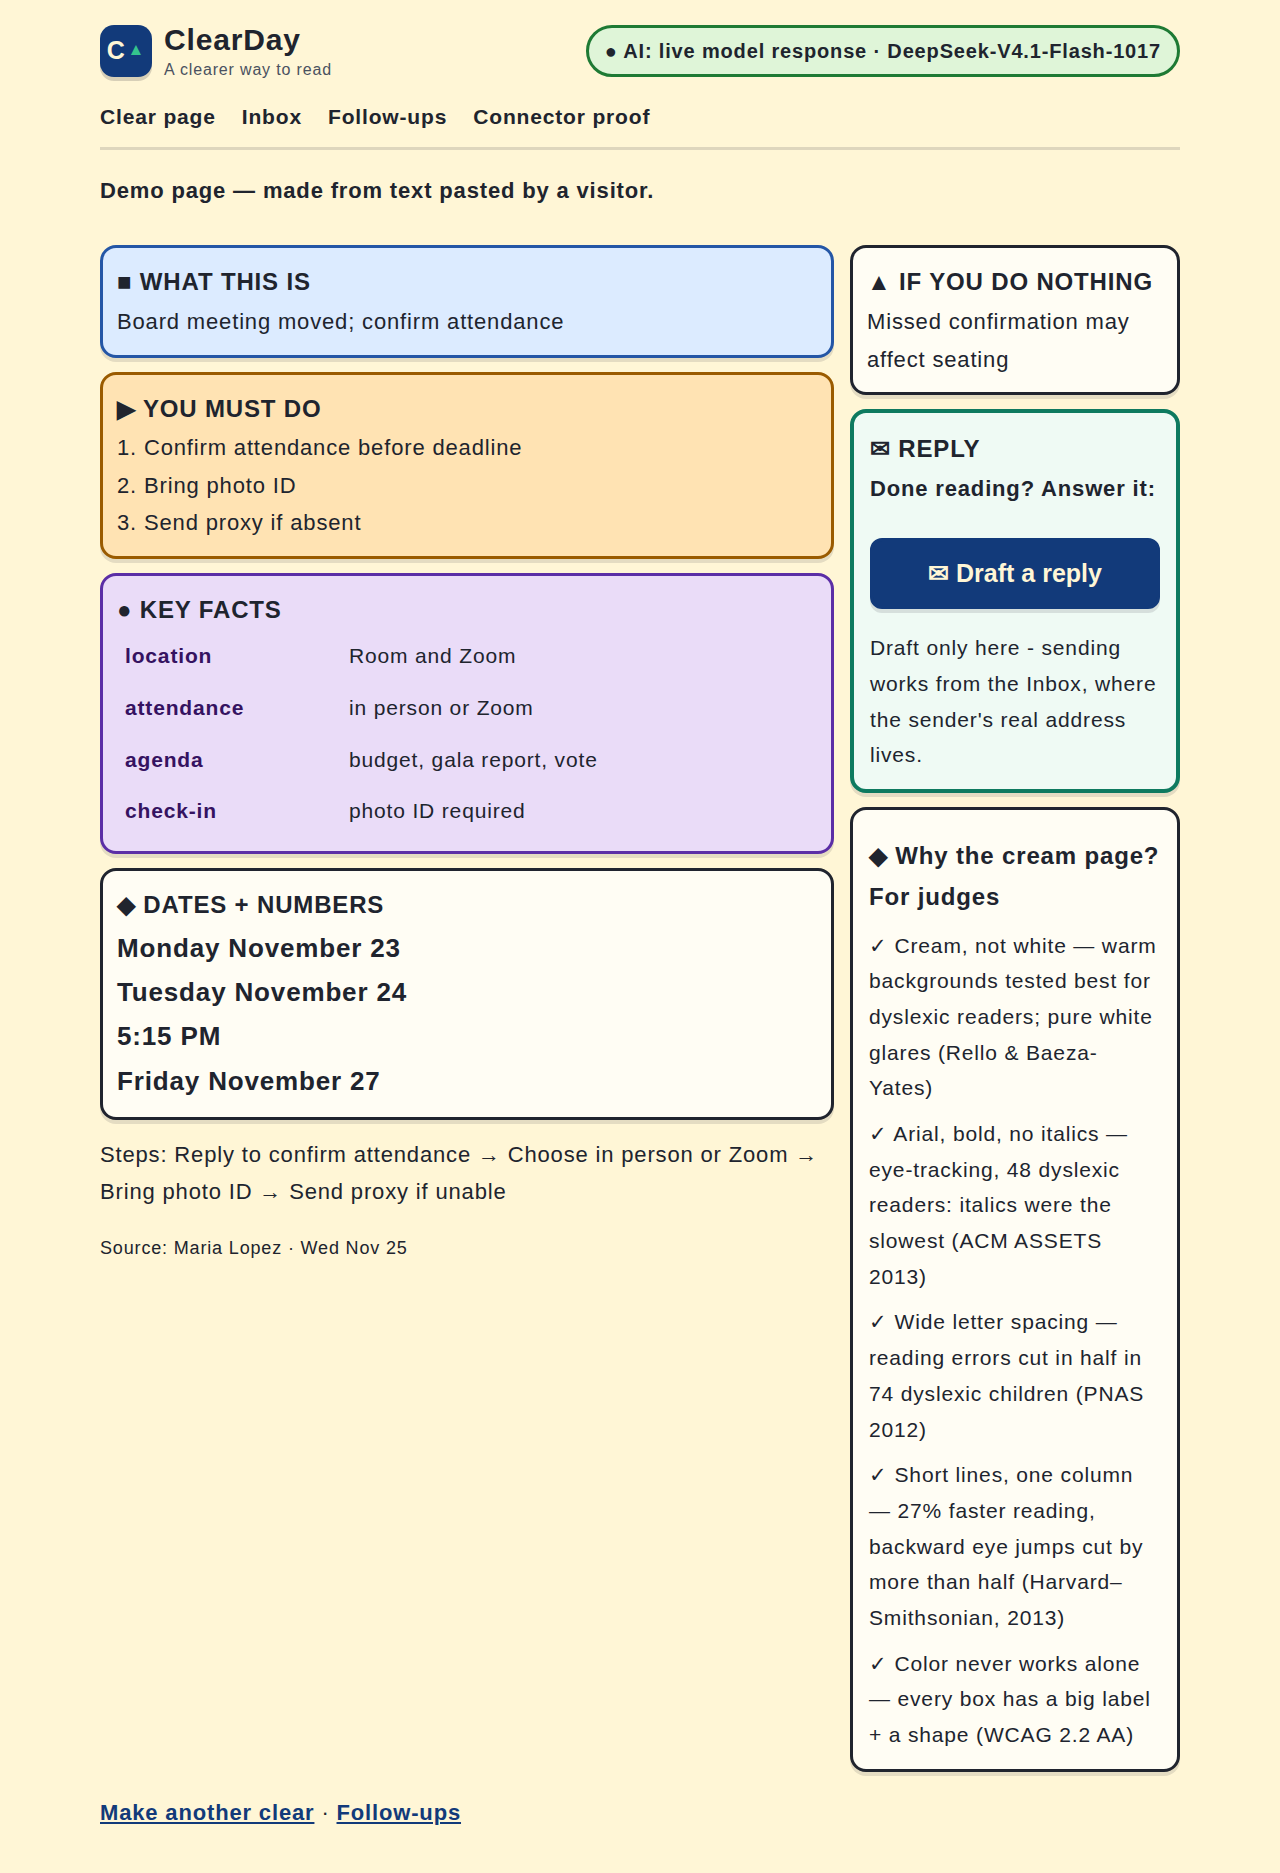 C▲
ClearDay
A clearer way to read
● AI: live model response · DeepSeek-V4.1-Flash-1017
Clear page Inbox Follow-ups Connector proof
Demo page — made from text pasted by a visitor.
■ WHAT THIS IS
Board meeting moved; confirm attendance
▶ YOU MUST DO
1. Confirm attendance before deadline
2. Bring photo ID
3. Send proxy if absent
● KEY FACTS
location Room and Zoom
attendance in person or Zoom
agenda budget, gala report, vote
check-in photo ID required
◆ DATES + NUMBERS
Monday November 23
Tuesday November 24
5:15 PM
Friday November 27
Steps: Reply to confirm attendance → Choose in person or Zoom →
Bring photo ID → Send proxy if unable
Source: Maria Lopez · Wed Nov 25
▲ IF YOU DO NOTHING
Missed confirmation may
affect seating
✉ REPLY
Done reading? Answer it:
✉ Draft a reply
Draft only here - sending
works from the Inbox, where
the sender's real address
lives.
◆ Why the cream page?
For judges
✓ Cream, not white — warm
backgrounds tested best for
dyslexic readers; pure white
glares (Rello & Baeza-
Yates)
✓ Arial, bold, no italics —
eye-tracking, 48 dyslexic
readers: italics were the
slowest (ACM ASSETS
2013)
✓ Wide letter spacing —
reading errors cut in half in
74 dyslexic children (PNAS
2012)
✓ Short lines, one column
— 27% faster reading,
backward eye jumps cut by
more than half (Harvard–
Smithsonian, 2013)
✓ Color never works alone
— every box has a big label
+ a shape (WCAG 2.2 AA)
Make another clear · Follow-ups